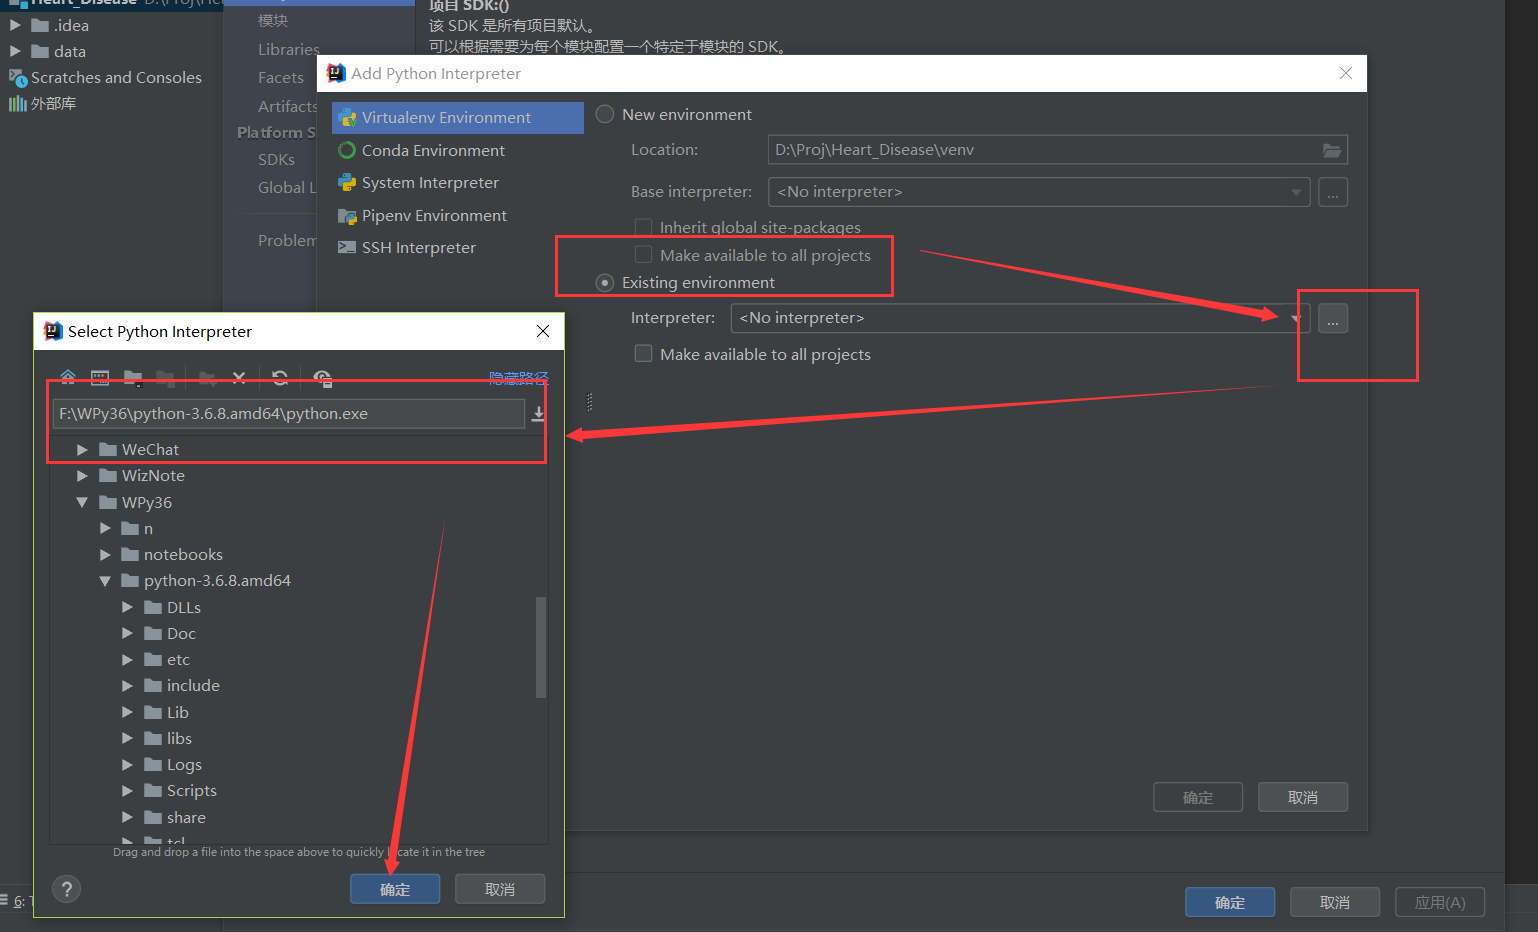 Heart_Disease D:\Proj\Hea
.idea
data
Scratches and Consoles
外部库
模块
Libraries
Facets
Artifacts
Platform S
SDKs
Global L
Problem
项目 SDK:()
该 SDK 是所有项目默认。
可以根据需要为每个模块配置一个特定于模块的 SDK。
Add Python Interpreter
Virtualenv Environment
Conda Environment
System Interpreter
Pipenv Environment
SSH Interpreter
New environment
Location: D:\Proj\Heart_Disease\venv
Base interpreter: <No interpreter> ...
Inherit global site-packages
Make available to all projects
Existing environment
Interpreter: <No interpreter> ...
Make available to all projects
确定 取消
Select Python Interpreter
隐藏路径
F:\WPy36\python-3.6.8.amd64\python.exe
WeChat
WizNote
WPy36
n
notebooks
python-3.6.8.amd64
DLLs
Doc
etc
include
Lib
libs
Logs
Scripts
share
tcl
Drag and drop a file into the space above to quickly locate it in the tree
? 确定 取消
6: T
确定 取消 应用(A)